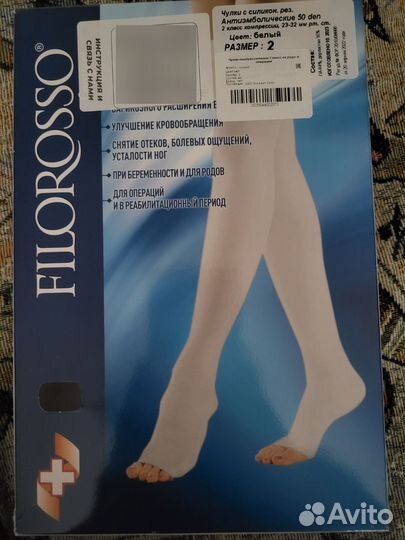 Чулки с силикон. рез.
Антиэмболические 50 den
2 класс компрессии, 23-32 мм рт. ст.
Цвет: белый
РАЗМЕР : 2
Состав:
ИНСТРУКЦИЯ И
СВЯЗЬ С НАМИ
ВАРИКОЗНОГО РАСШИРЕНИЯ В
- УЛУЧШЕНИЕ КРОВООБРАЩЕНИЯ
- СНЯТИЕ ОТЕКОВ, БОЛЕВЫХ ОЩУЩЕНИЙ,
УСТАЛОСТИ НОГ
- ПРИ БЕРЕМЕННОСТИ И ДЛЯ РОДОВ
- ДЛЯ ОПЕРАЦИЙ
И В РЕАБИЛИТАЦИОННЫЙ ПЕРИОД
FILOROSSO®
Avito